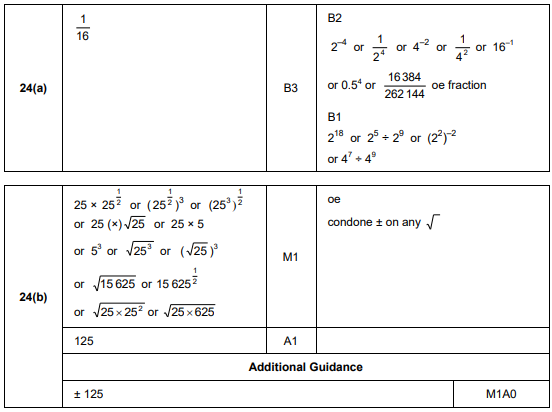 24(a)
1/16
B3
B2
2⁻⁴ or 1/2⁴ or 4⁻² or 1/4² or 16⁻¹
or 0.5⁴ or 16 384/262 144 oe fraction
B1
2¹⁸ or 2⁵ ÷ 2⁹ or (2²)⁻²
or 4⁷ ÷ 4⁹
24(b)
25 × 25^(1/2) or (25^(1/2))³ or (25³)^(1/2)
or 25 (×)√25 or 25 × 5
or 5³ or √(25³) or (√25)³
or √(15 625) or 15 625^(1/2)
or √(25 × 25²) or √(25 × 625)
M1
oe
condone ± on any √
125
A1
Additional Guidance
± 125
M1A0